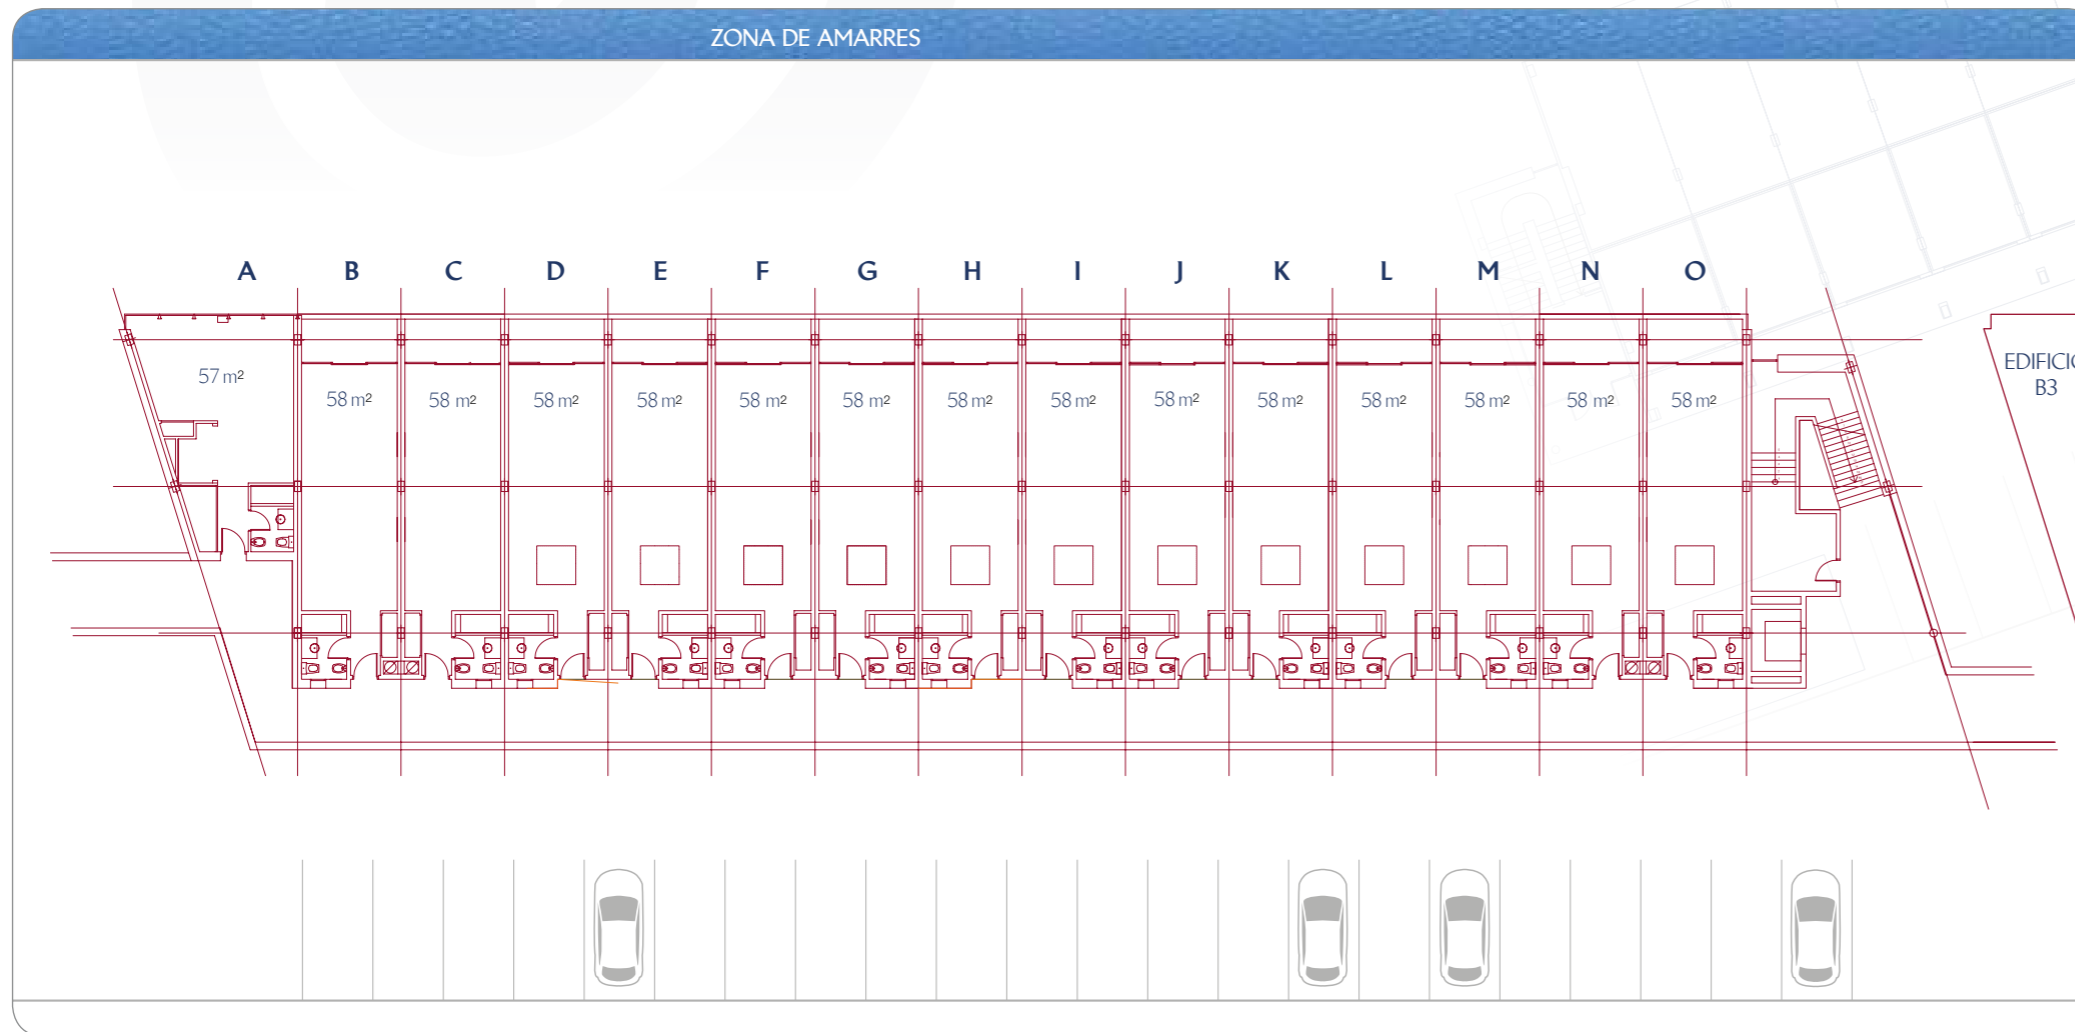 ZONA DE AMARRES
A B C D E F G H I J K L M N O
57 m²
58 m² 58 m² 58 m² 58 m² 58 m² 58 m² 58 m² 58 m² 58 m² 58 m² 58 m² 58 m² 58 m² 58 m²
EDIFICIO
B3